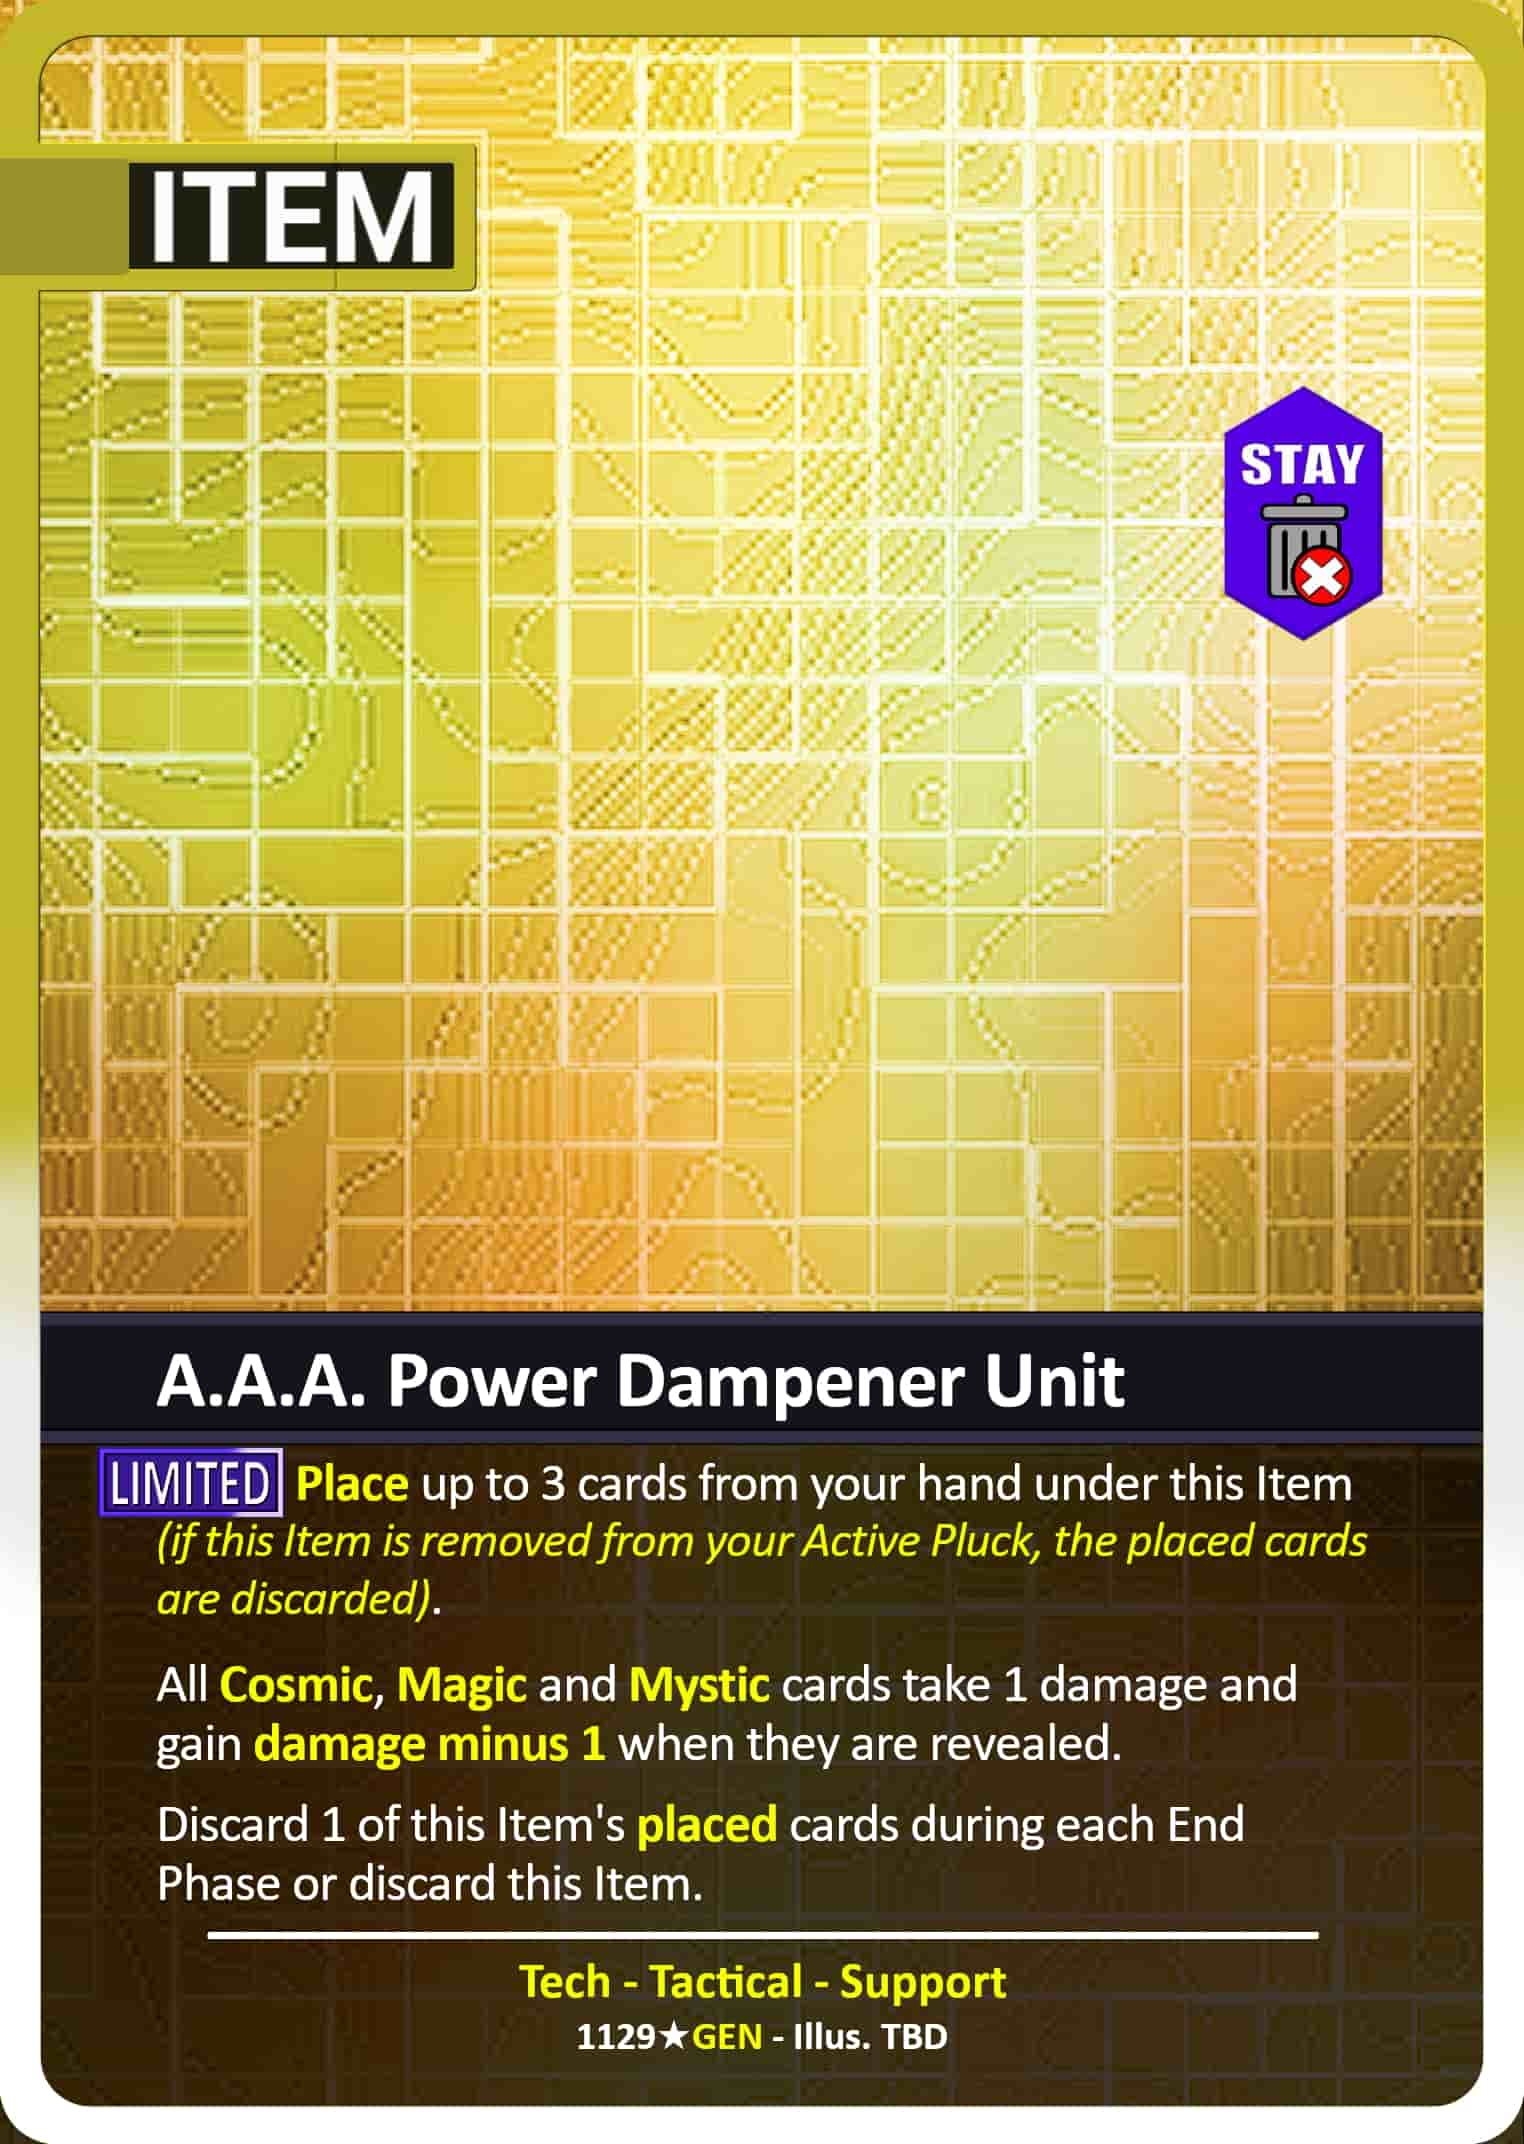 ITEM
STAY
A.A.A. Power Dampener Unit
LIMITED Place up to 3 cards from your hand under this Item
(if this Item is removed from your Active Pluck, the placed cards
are discarded).
All Cosmic, Magic and Mystic cards take 1 damage and
gain damage minus 1 when they are revealed.
Discard 1 of this Item's placed cards during each End
Phase or discard this Item.
Tech - Tactical - Support
1129★GEN - Illus. TBD